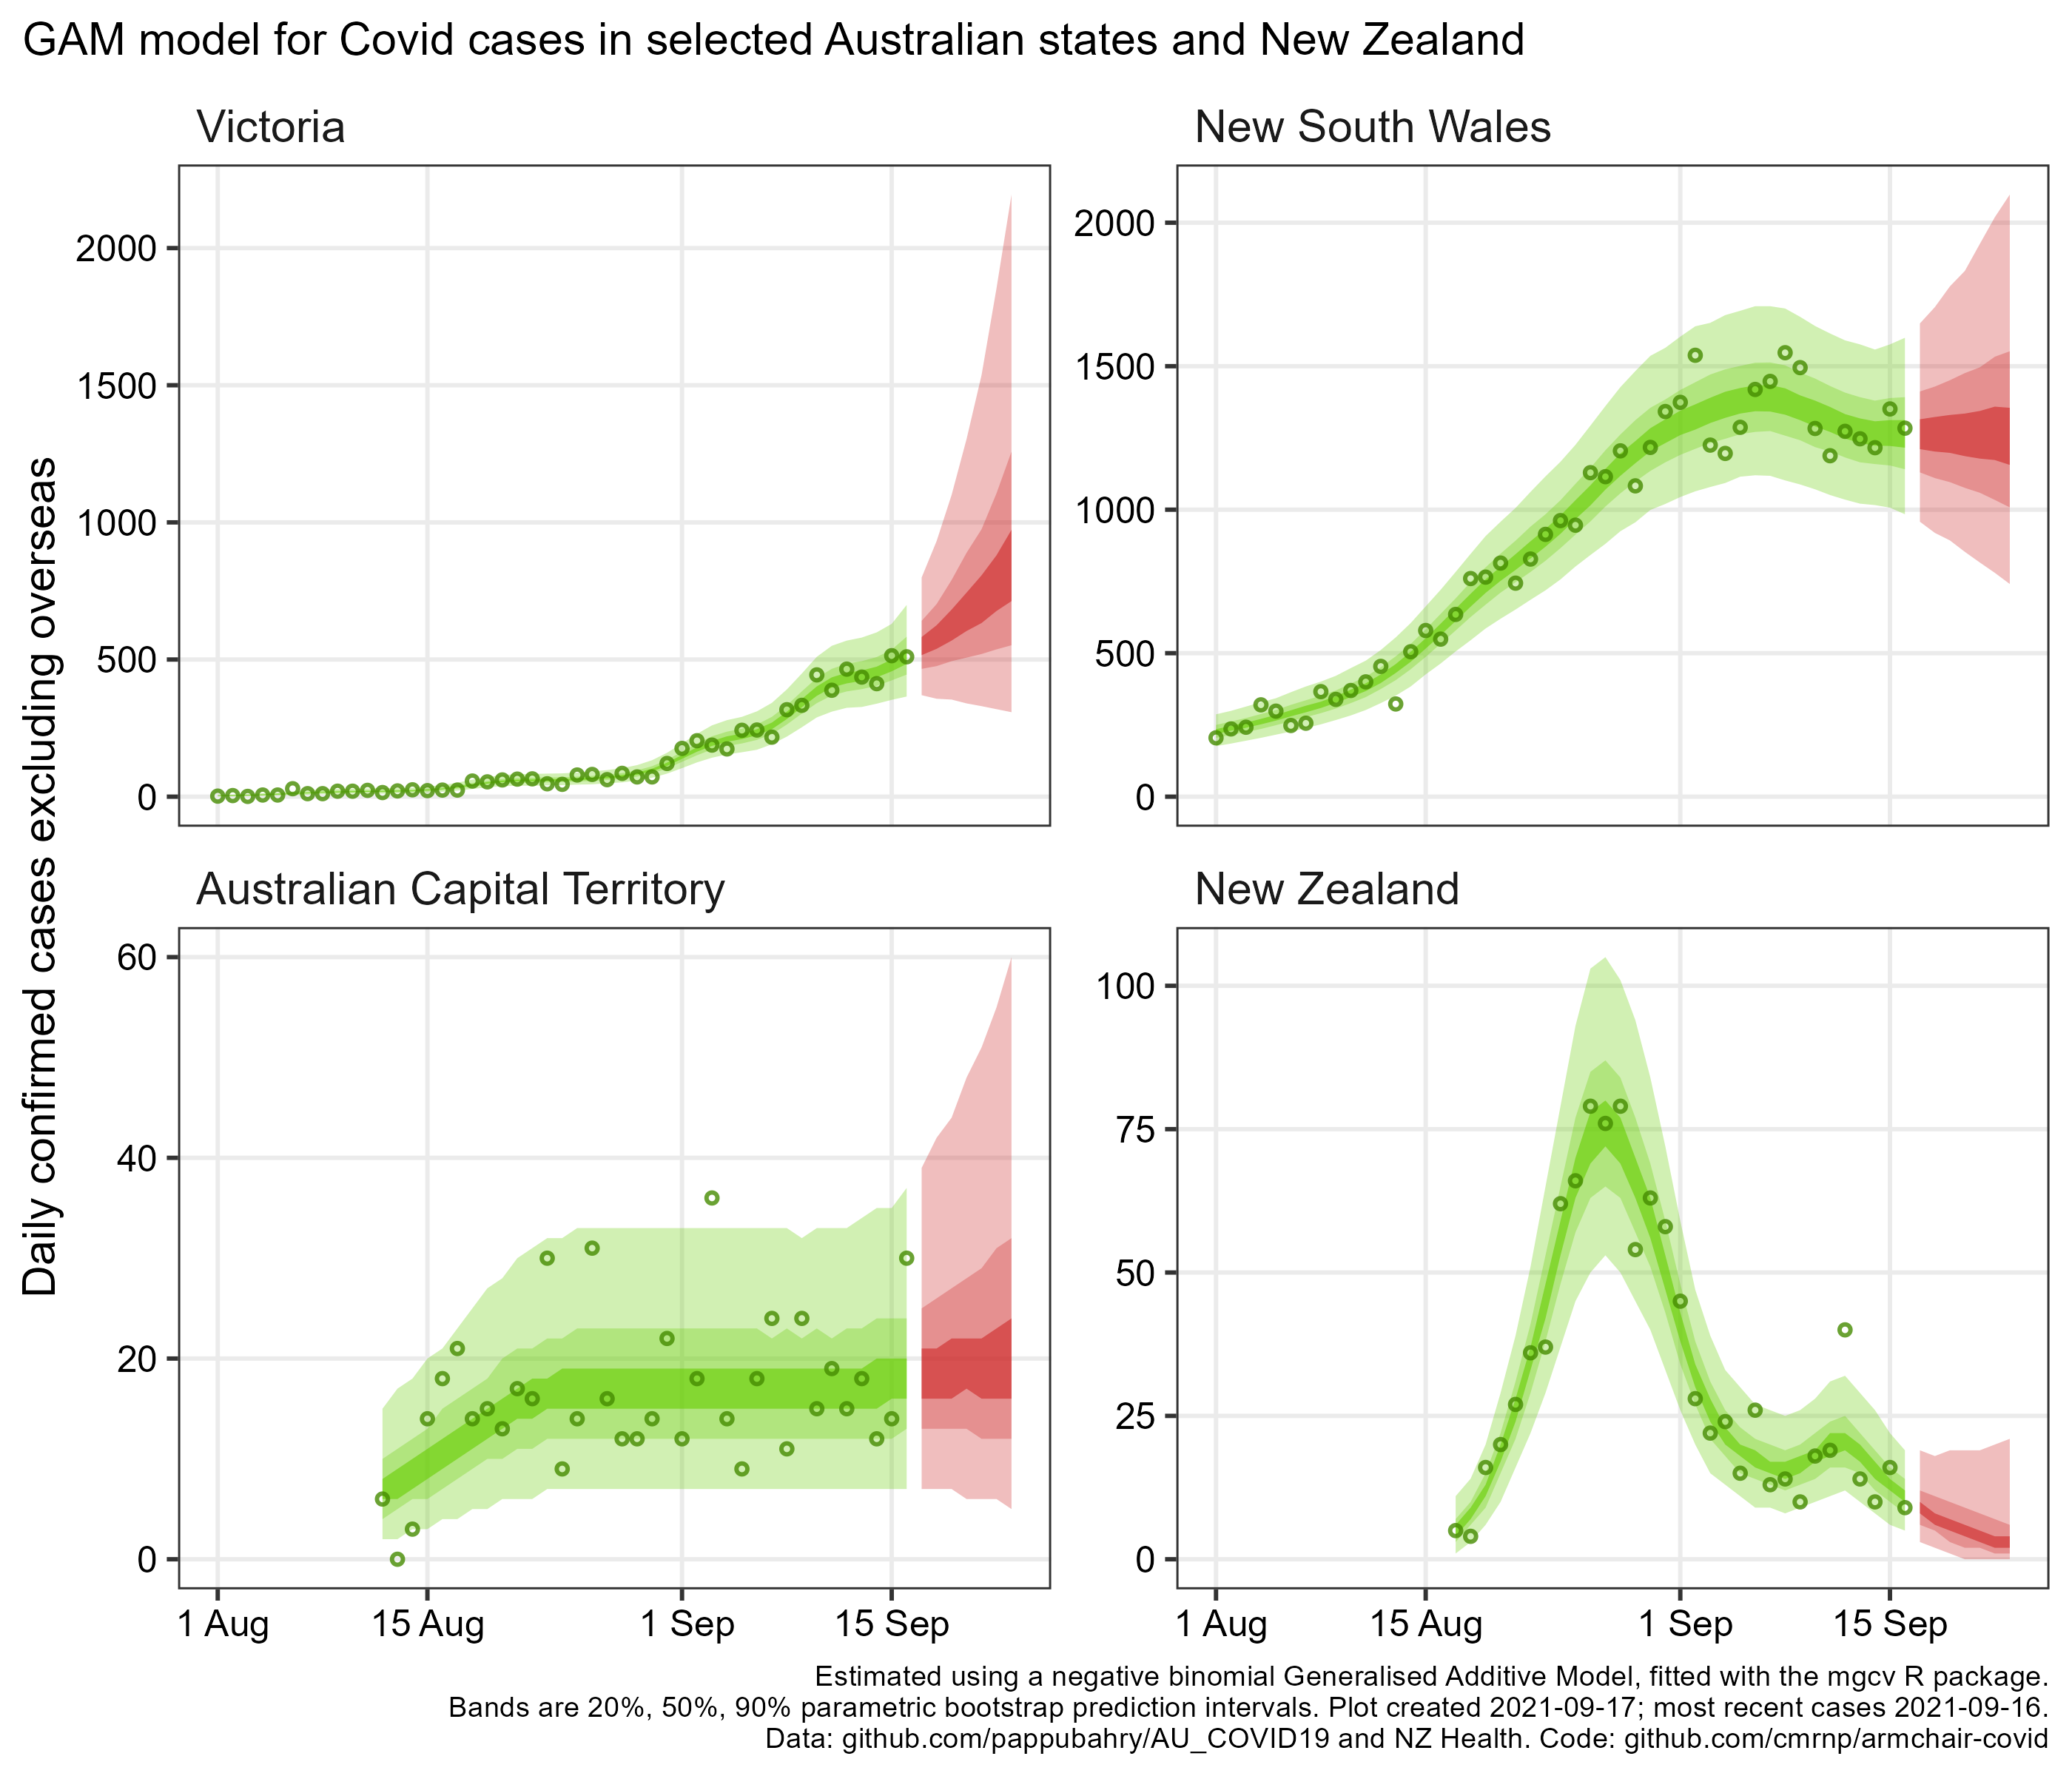 GAM model for Covid cases in selected Australian states and New Zealand
Victoria
New South Wales
2000
1500
1000
500
0
2000
1500
1000
500
0
Daily confirmed cases excluding overseas
Australian Capital Territory
New Zealand
60
40
20
0
100
75
50
25
0
1 Aug 15 Aug 1 Sep 15 Sep
1 Aug 15 Aug 1 Sep 15 Sep
Estimated using a negative binomial Generalised Additive Model, fitted with the mgcv R package.
Bands are 20%, 50%, 90% parametric bootstrap prediction intervals. Plot created 2021-09-17; most recent cases 2021-09-16.
Data: github.com/pappubahry/AU_COVID19 and NZ Health. Code: github.com/cmrnp/armchair-covid